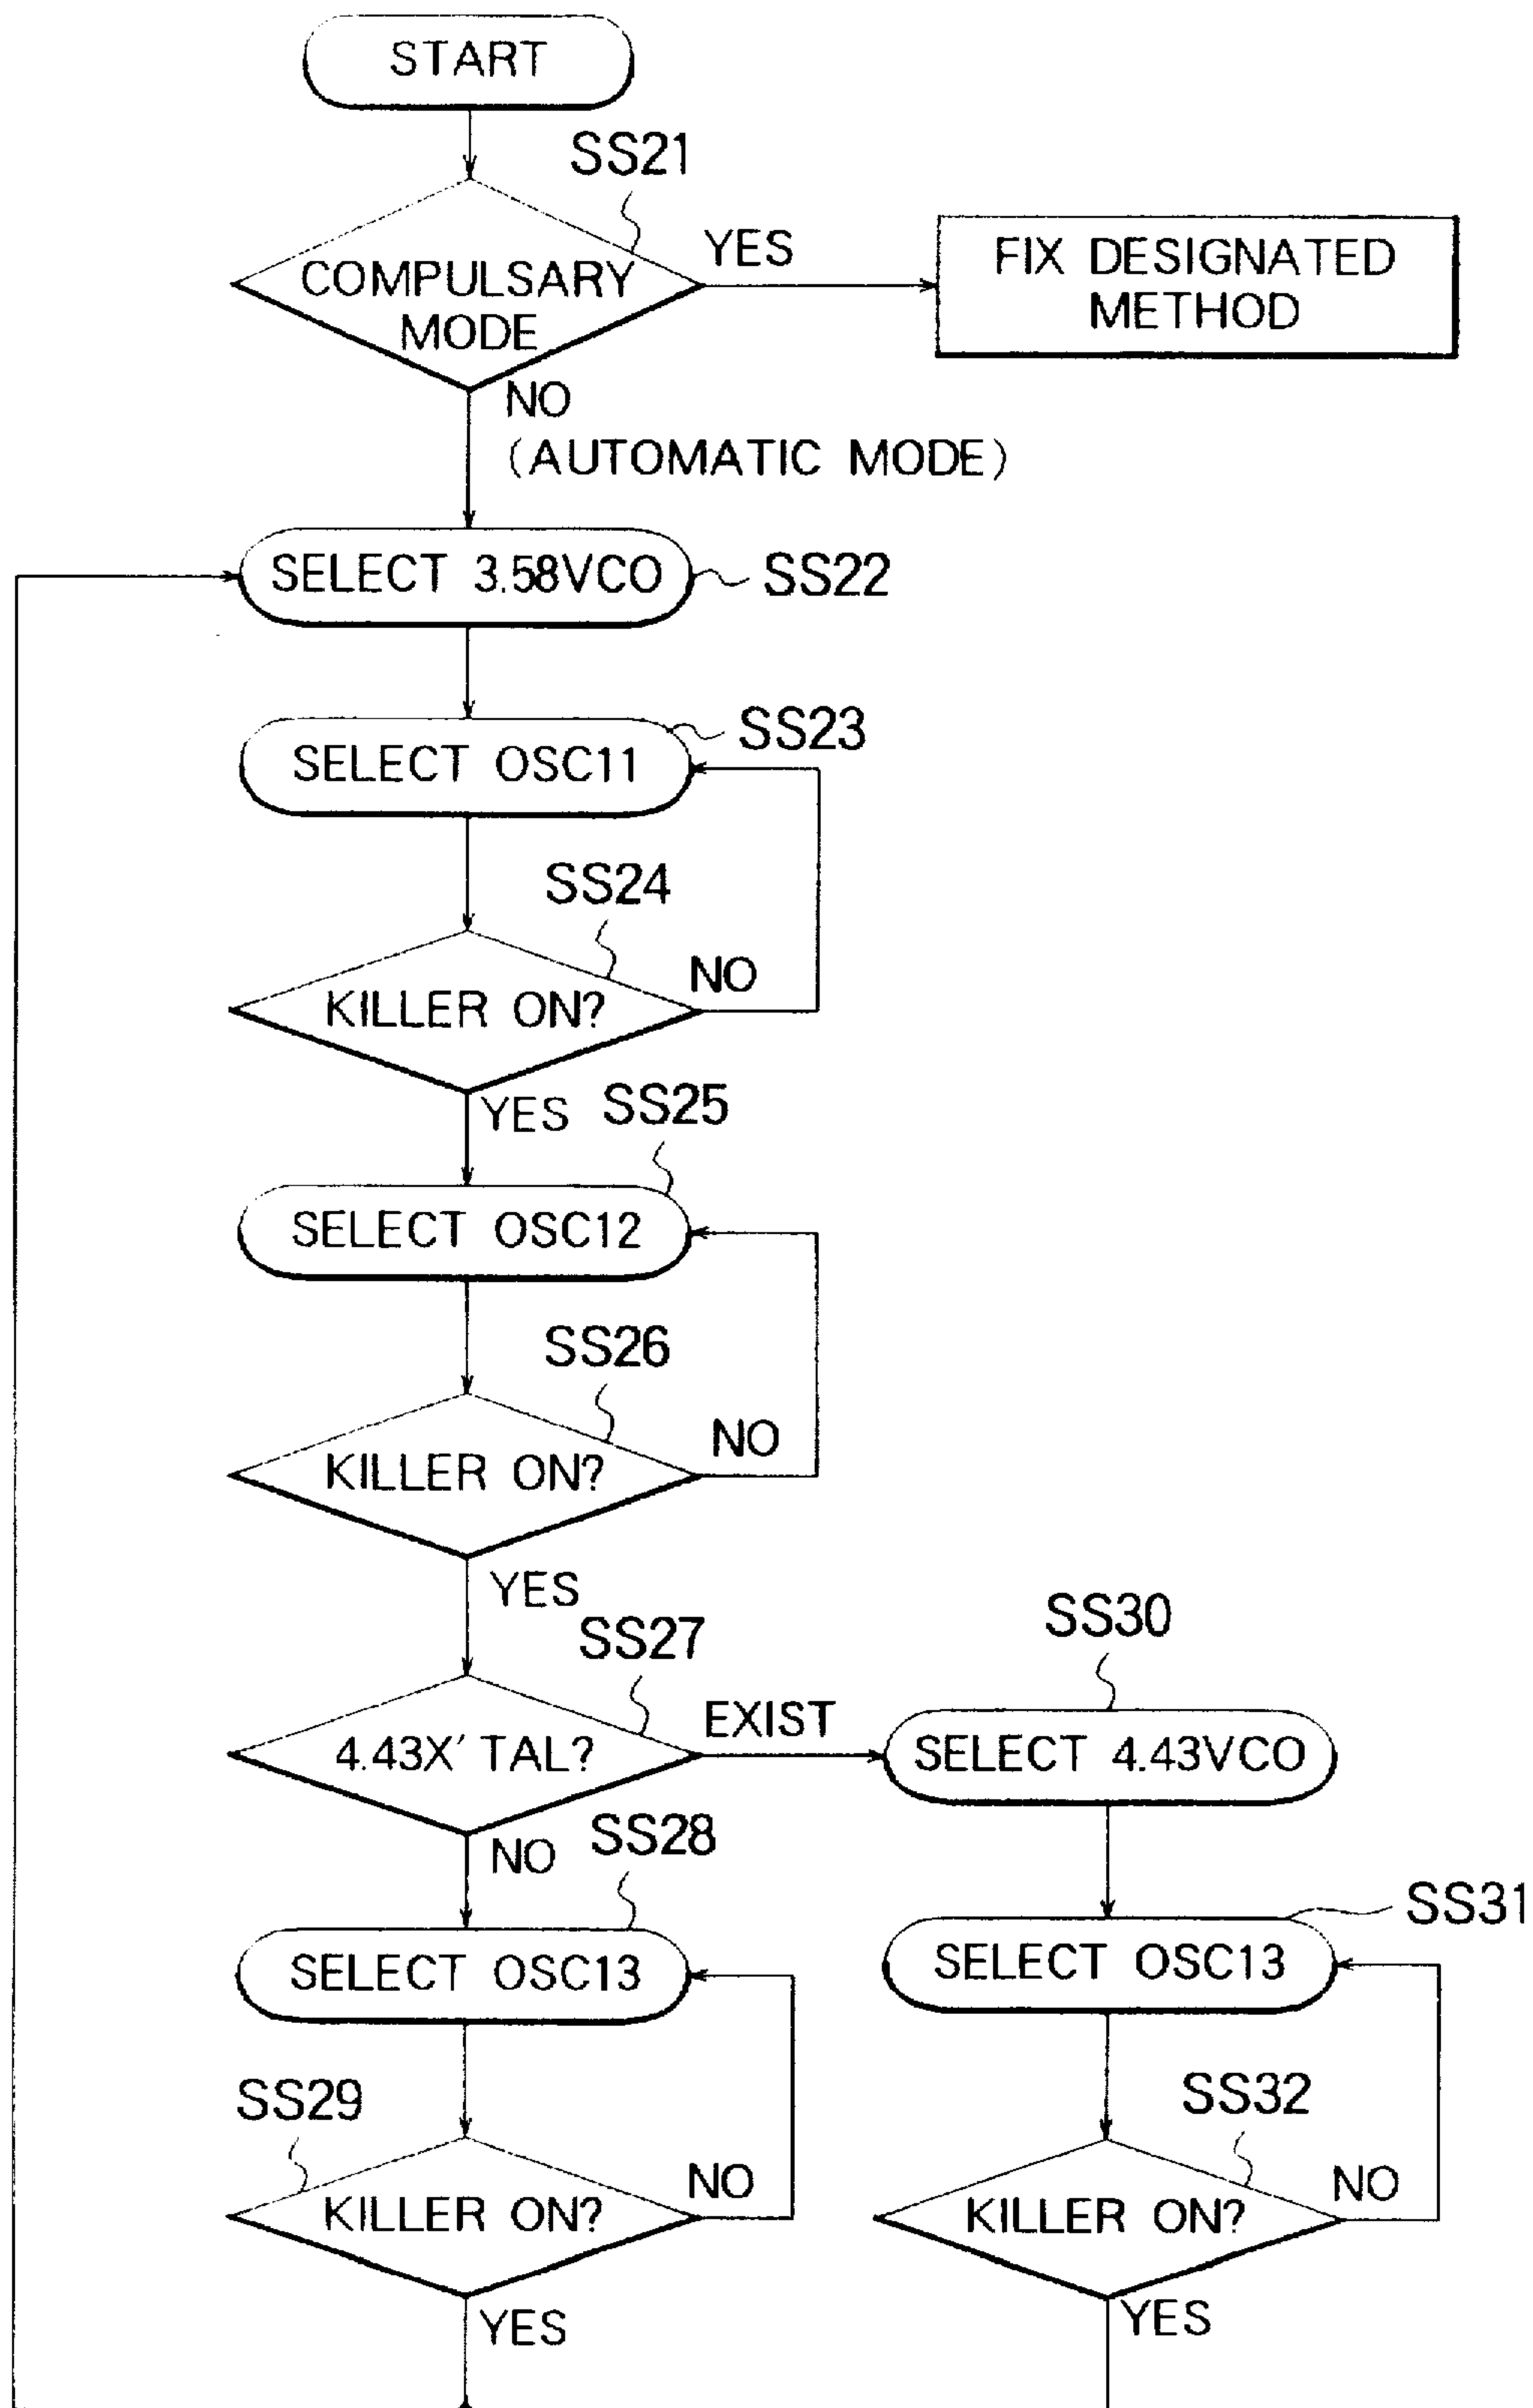 START
SS21
COMPULSARY
MODE
YES
FIX DESIGNATED
METHOD
NO
(AUTOMATIC MODE)
SELECT 3.58VCO
SS22
SS23
SELECT OSC11
SS24
KILLER ON?
NO
YES
SS25
SELECT OSC12
SS26
KILLER ON?
NO
YES
SS27
4.43X'TAL?
EXIST
SS30
SELECT 4.43VCO
NO
SS28
SELECT OSC13
SS31
SELECT OSC13
SS29
KILLER ON?
NO
SS32
KILLER ON?
NO
YES
YES